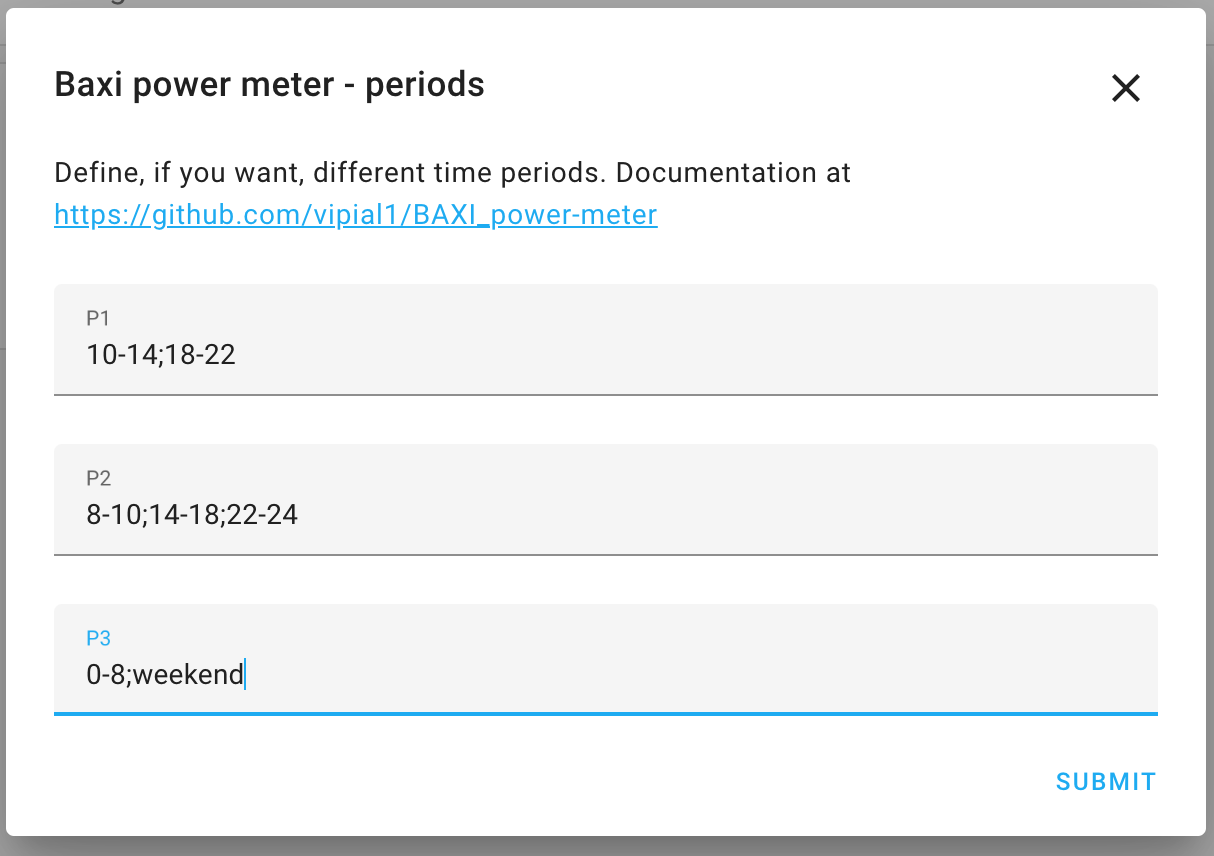 Baxi power meter - periods
Define, if you want, different time periods. Documentation at
https://github.com/vipial1/BAXI_power-meter
P1
10-14;18-22
P2
8-10;14-18;22-24
P3
0-8;weekend
SUBMIT